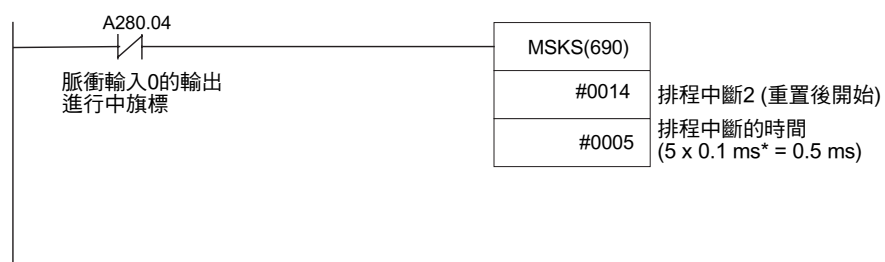 A280.04
脈衝輸入0的輸出
進行中旗標
MSKS(690)
#0014
排程中斷2 (重置後開始)
#0005
排程中斷的時間
(5 x 0.1 ms* = 0.5 ms)